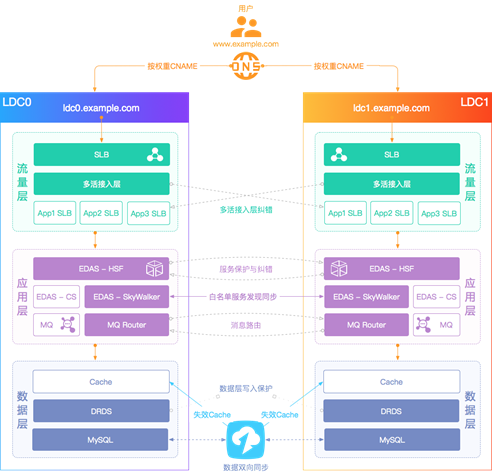 用户
www.example.com
DNS
按权重CNAME
按权重CNAME
LDC0
ldc0.example.com
ldc1.example.com
LDC1
流量层
SLB
多活接入层
App1 SLB
App2 SLB
App3 SLB
多活接入层纠错
流量层
SLB
多活接入层
App1 SLB
App2 SLB
App3 SLB
应用层
EDAS - HSF
EDAS - CS
EDAS - SkyWalker
MQ
MQ Router
服务保护与纠错
白名单服务发现同步
消息路由
应用层
EDAS - HSF
EDAS - SkyWalker
EDAS - CS
MQ Router
MQ
数据层
Cache
DRDS
MySQL
数据层写入保护
失效Cache
失效Cache
数据双向同步
数据层
Cache
DRDS
MySQL